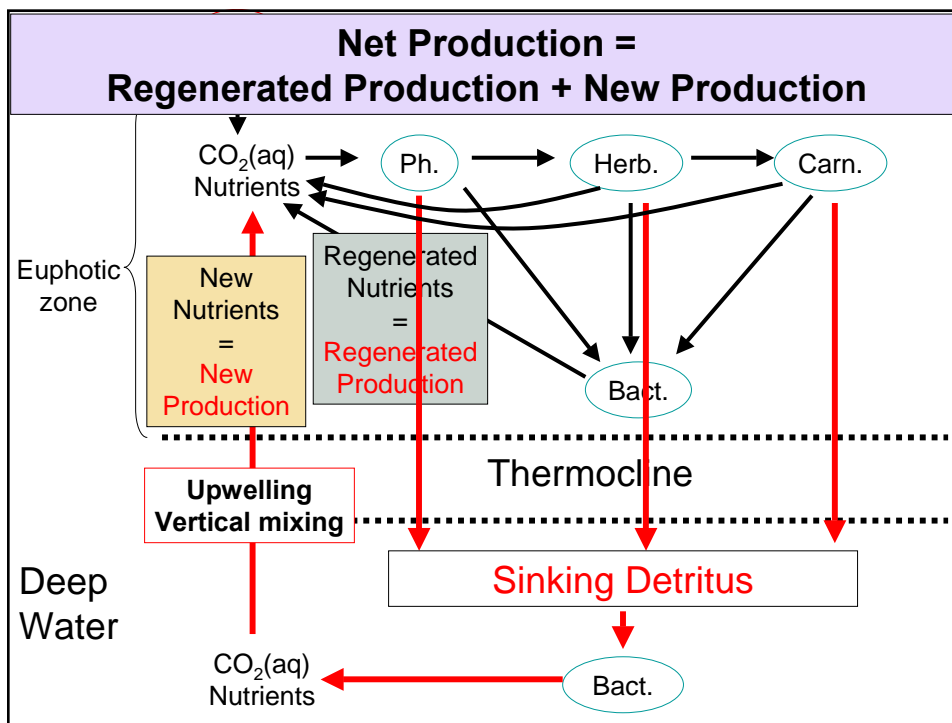 Net Production =
Regenerated Production + New Production
CO₂(aq)
Nutrients
Ph.
Herb.
Carn.
Euphotic
zone
New
Nutrients
=
New
Production
Regenerated
Nutrients
=
Regenerated
Production
Bact.
Thermocline
Upwelling
Vertical mixing
Deep
Water
Sinking Detritus
CO₂(aq)
Nutrients
Bact.